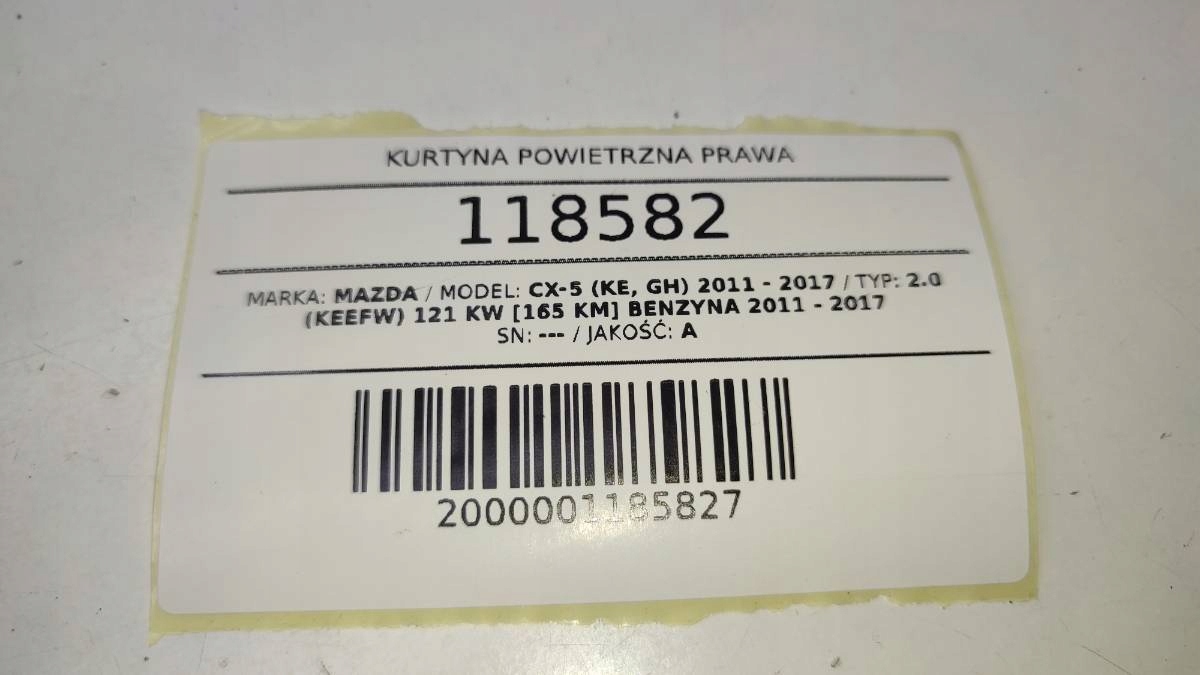 KURTYNA POWIETRZNA PRAWA
118582
MARKA: MAZDA / MODEL: CX-5 (KE, GH) 2011 - 2017 / TYP: 2.0
(KEEFW) 121 KW [165 KM] BENZYNA 2011 - 2017
SN: --- / JAKOŚĆ: A
2000001185827